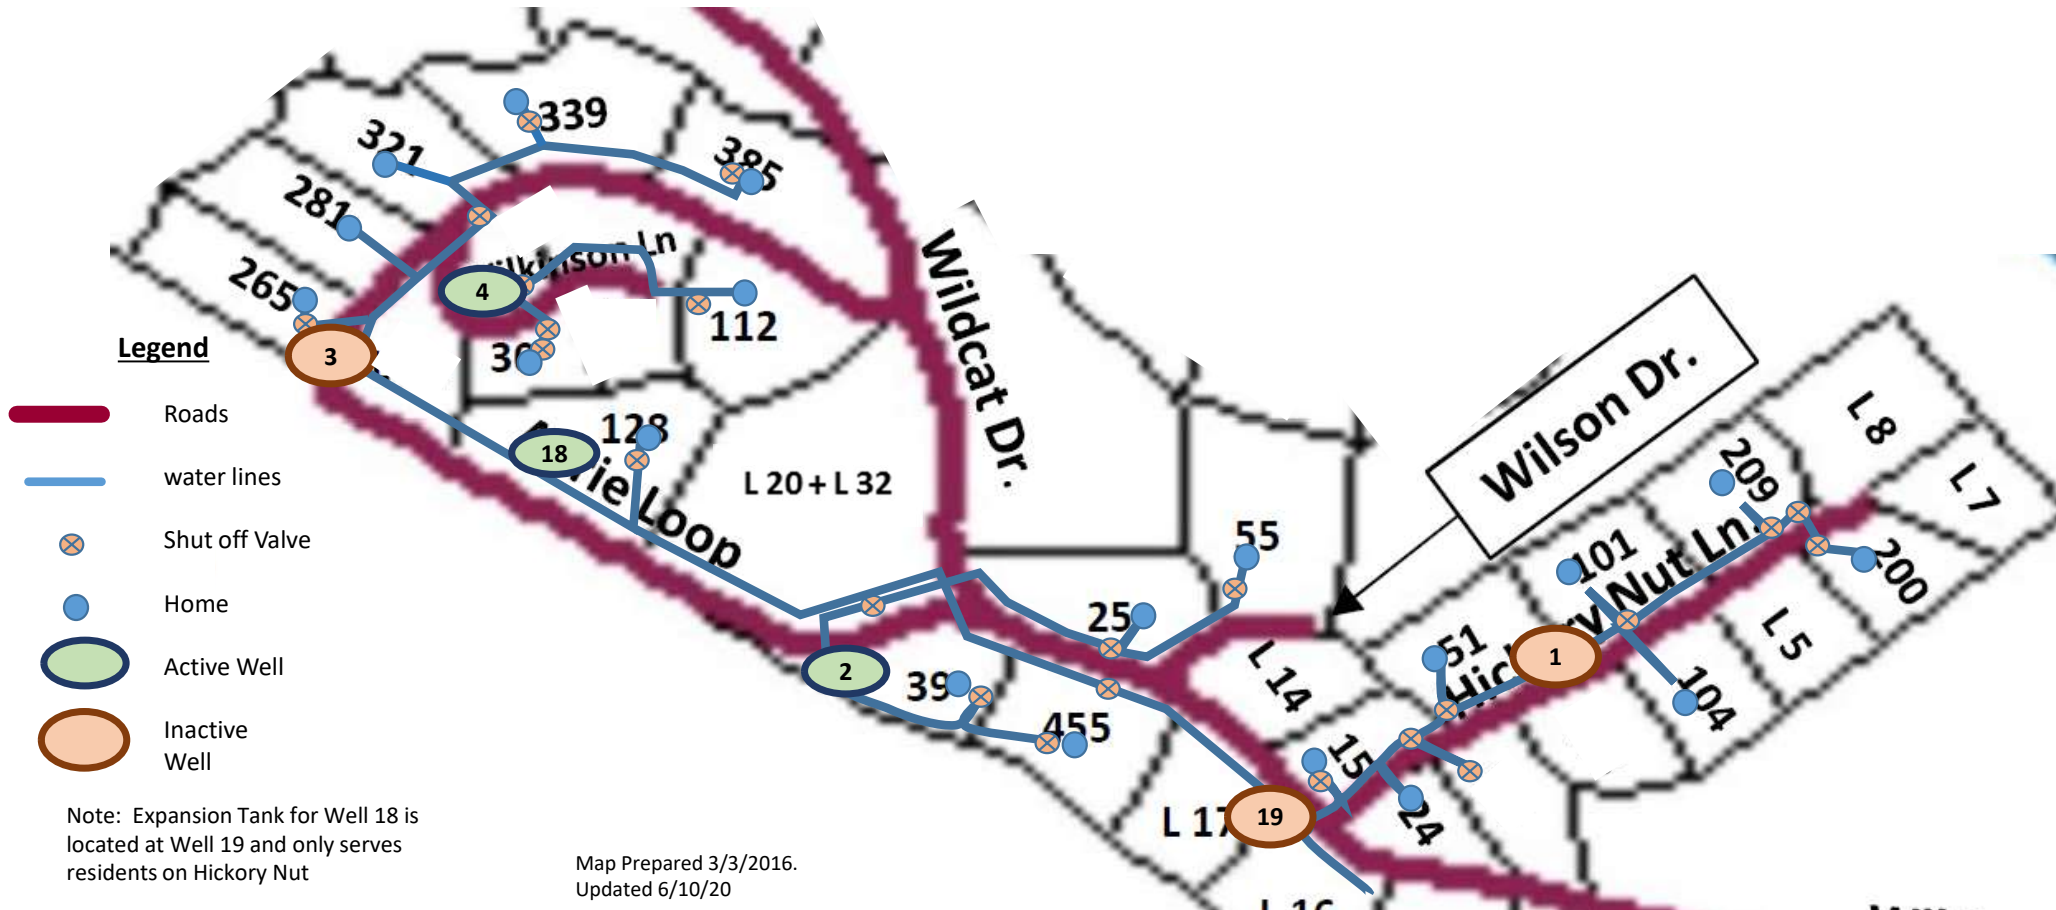 339
321
385
281
265
Wilkinson Ln
4
112
3
Legend
Roads
water lines
Shut off Valve
Home
Active Well
Inactive
Well
Note: Expansion Tank for Well 18 is
located at Well 19 and only serves
residents on Hickory Nut
Map Prepared 3/3/2016.
Updated 6/10/20
128
18
Loop
L 20 + L 32
Wildcat Dr.
Wilson Dr.
55
25
2
39
455
L 14
L 17
19
15
24
51
1
Hickory Nut Ln.
101
104
209
200
L 5
L 7
L 8